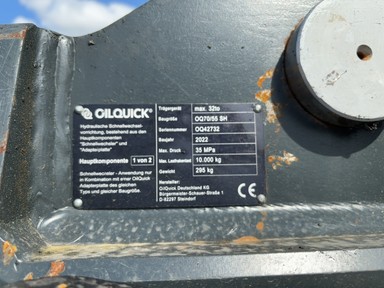 OILQUICK®
Hydraulische Schnellwechsel-
vorrichtung, bestehend aus den
Hauptkomponenten
"Schnellwechsler" und
"Adapterplatte"
Hauptkomponente 1 von 2
Schnellwechsler - Anwendung nur
in Kombination mit einer OilQuick
Adapterplatte des gleichen
Typs und gleicher Baugröße.
Trägergerät max. 32to
Baugröße OQ70/55 SH
Seriennummer OQ42732
Baujahr 2022
Max. Druck 35 MPa
Max. Losbrechlast 10.000 kg
Gewicht 295 kg
Hersteller:
OilQuick Deutschland KG
Bürgermeister-Schauer-Straße 1
D-82297 Steindorf
CE